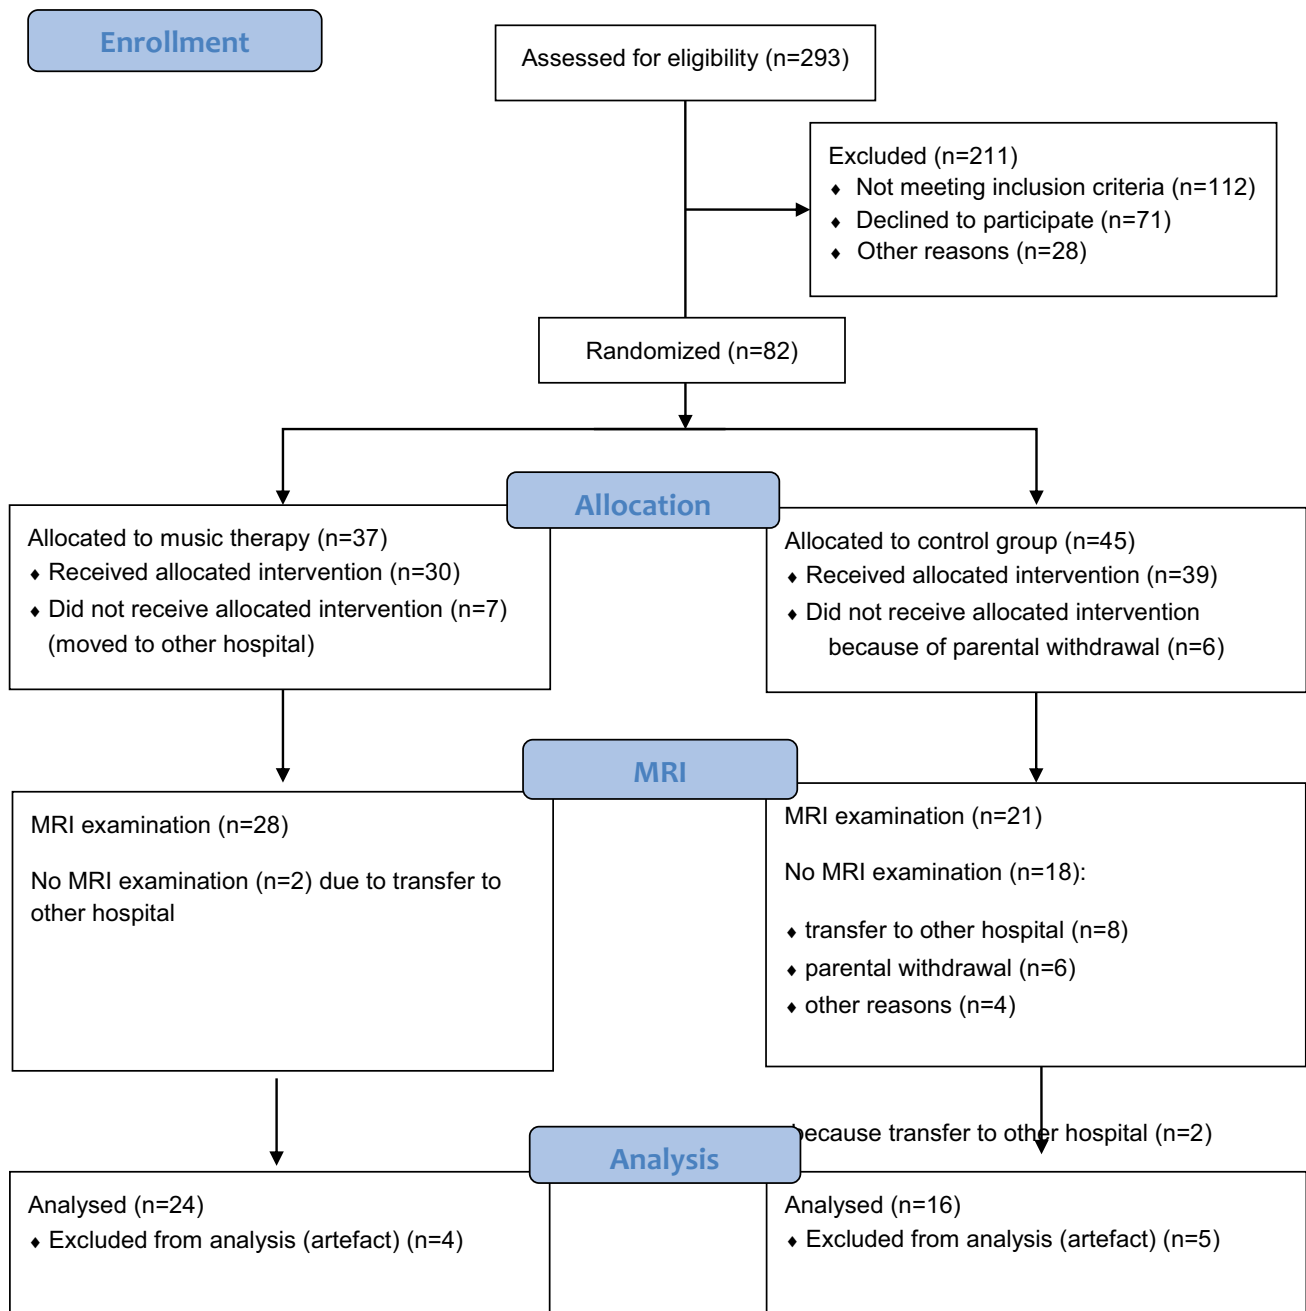 Enrollment
Assessed for eligibility (n=293)
Excluded (n=211)
♦ Not meeting inclusion criteria (n=112)
♦ Declined to participate (n=71)
♦ Other reasons (n=28)
Randomized (n=82)
Allocation
Allocated to music therapy (n=37)
♦ Received allocated intervention (n=30)
♦ Did not receive allocated intervention (n=7)
(moved to other hospital)
Allocated to control group (n=45)
♦ Received allocated intervention (n=39)
♦ Did not receive allocated intervention
because of parental withdrawal (n=6)
MRI
MRI examination (n=28)
No MRI examination (n=2) due to transfer to
other hospital
MRI examination (n=21)
No MRI examination (n=18):
♦ transfer to other hospital (n=8)
♦ parental withdrawal (n=6)
♦ other reasons (n=4)
because transfer to other hospital (n=2)
Analysis
Analysed (n=24)
♦ Excluded from analysis (artefact) (n=4)
Analysed (n=16)
♦ Excluded from analysis (artefact) (n=5)